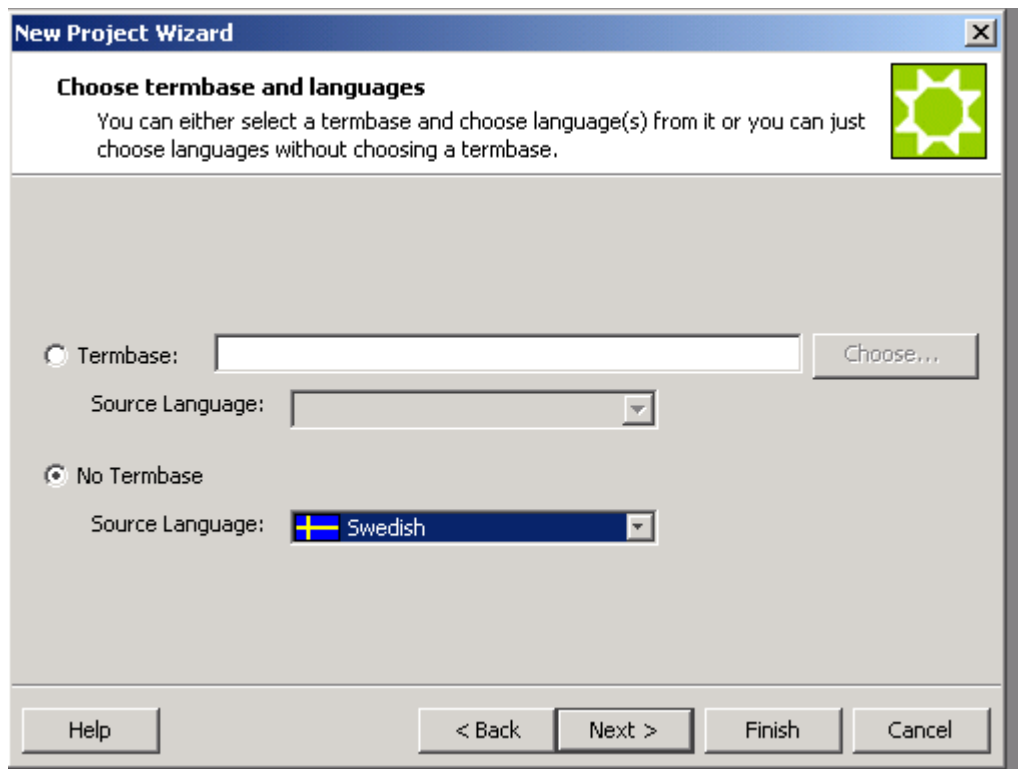 New Project Wizard
Choose termbase and languages
You can either select a termbase and choose language(s) from it or you can just
choose languages without choosing a termbase.
Termbase: Choose...
Source Language:
No Termbase
Source Language: Swedish
Help < Back Next > Finish Cancel